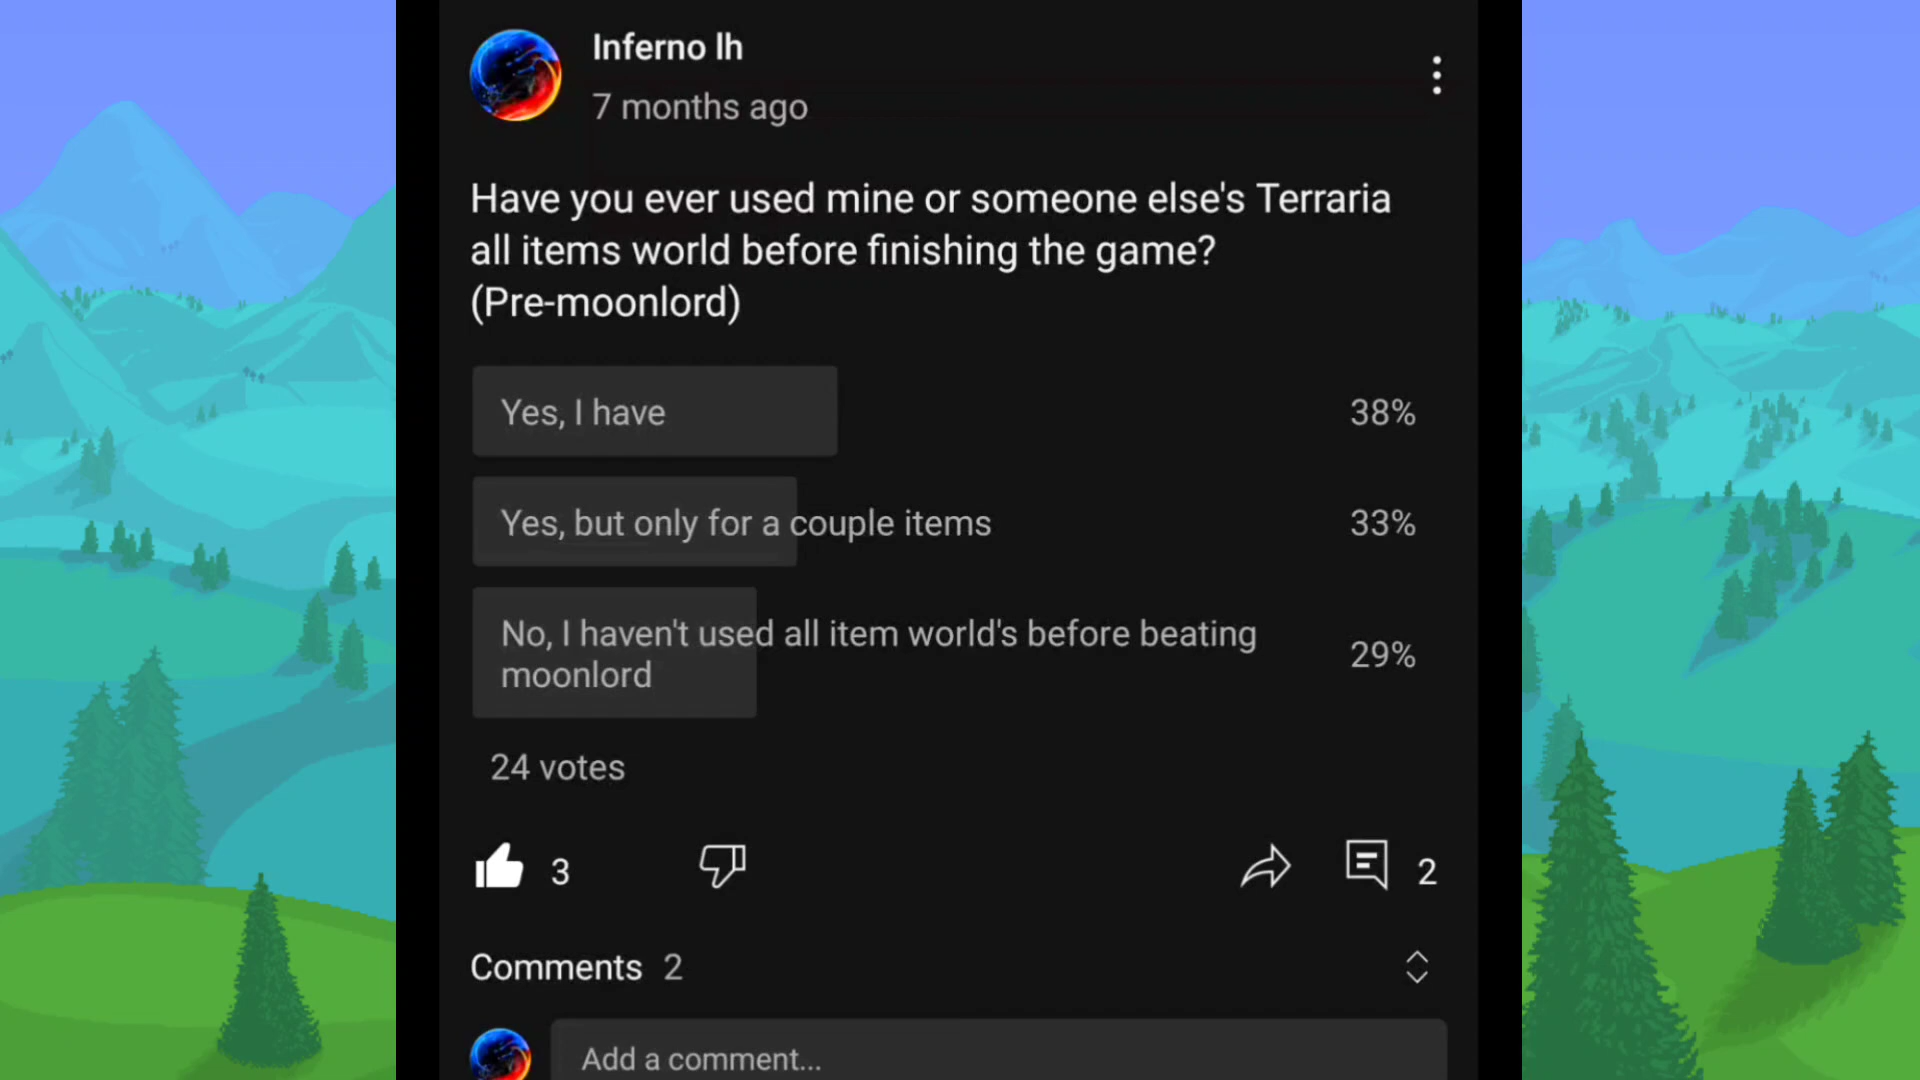 Inferno lh
7 months ago
Have you ever used mine or someone else's Terraria
all items world before finishing the game?
(Pre-moonlord)
Yes, I have
38%
Yes, but only for a couple items
33%
No, I haven't used all item world's before beating
moonlord
29%
24 votes
3
2
Comments 2
Add a comment...